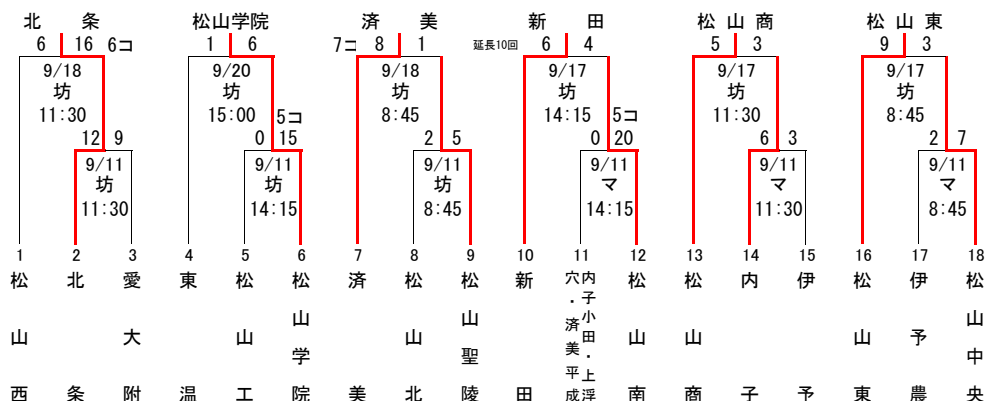 北条 松山学院 済美 新田 松山商 松山東
6 16 6コ 1 6 7コ 8 1 延長10回 6 4 5 3 9 3
9/18 9/20 9/18 9/17 9/17 9/17
坊 坊 坊 坊 坊 坊
11:30 15:00 8:45 14:15 11:30 8:45
5コ 5コ
12 9 0 15 2 5 0 20 6 3 2 7
9/11 9/11 9/11 9/11 9/11 9/11
坊 坊 坊 マ マ マ
11:30 14:15 8:45 14:15 11:30 8:45
1 2 3 4 5 6 7 8 9 10 11 12 13 14 15 16 17 18
松山西
北条
愛大附
東温
松山工
松山学院
済美
松山北
松山聖陵
新田
内子小田・上浮
穴・済美平成
松山南
松山商
内子
伊予
松山東
伊予農
松山中央